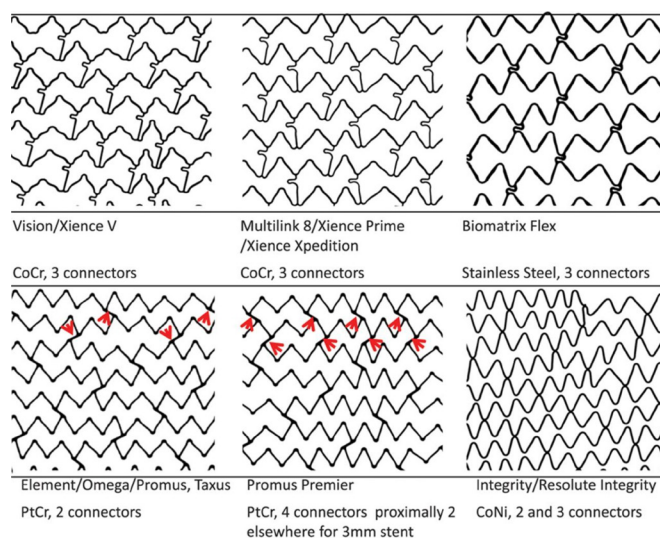 Vision/Xience V
Multilink 8/Xience Prime
/Xience Xpedition
Biomatrix Flex
CoCr, 3 connectors
CoCr, 3 connectors
Stainless Steel, 3 connectors
Element/Omega/Promus, Taxus
Promus Premier
Integrity/Resolute Integrity
PtCr, 2 connectors
PtCr, 4 connectors proximally 2
elsewhere for 3mm stent
CoNi, 2 and 3 connectors